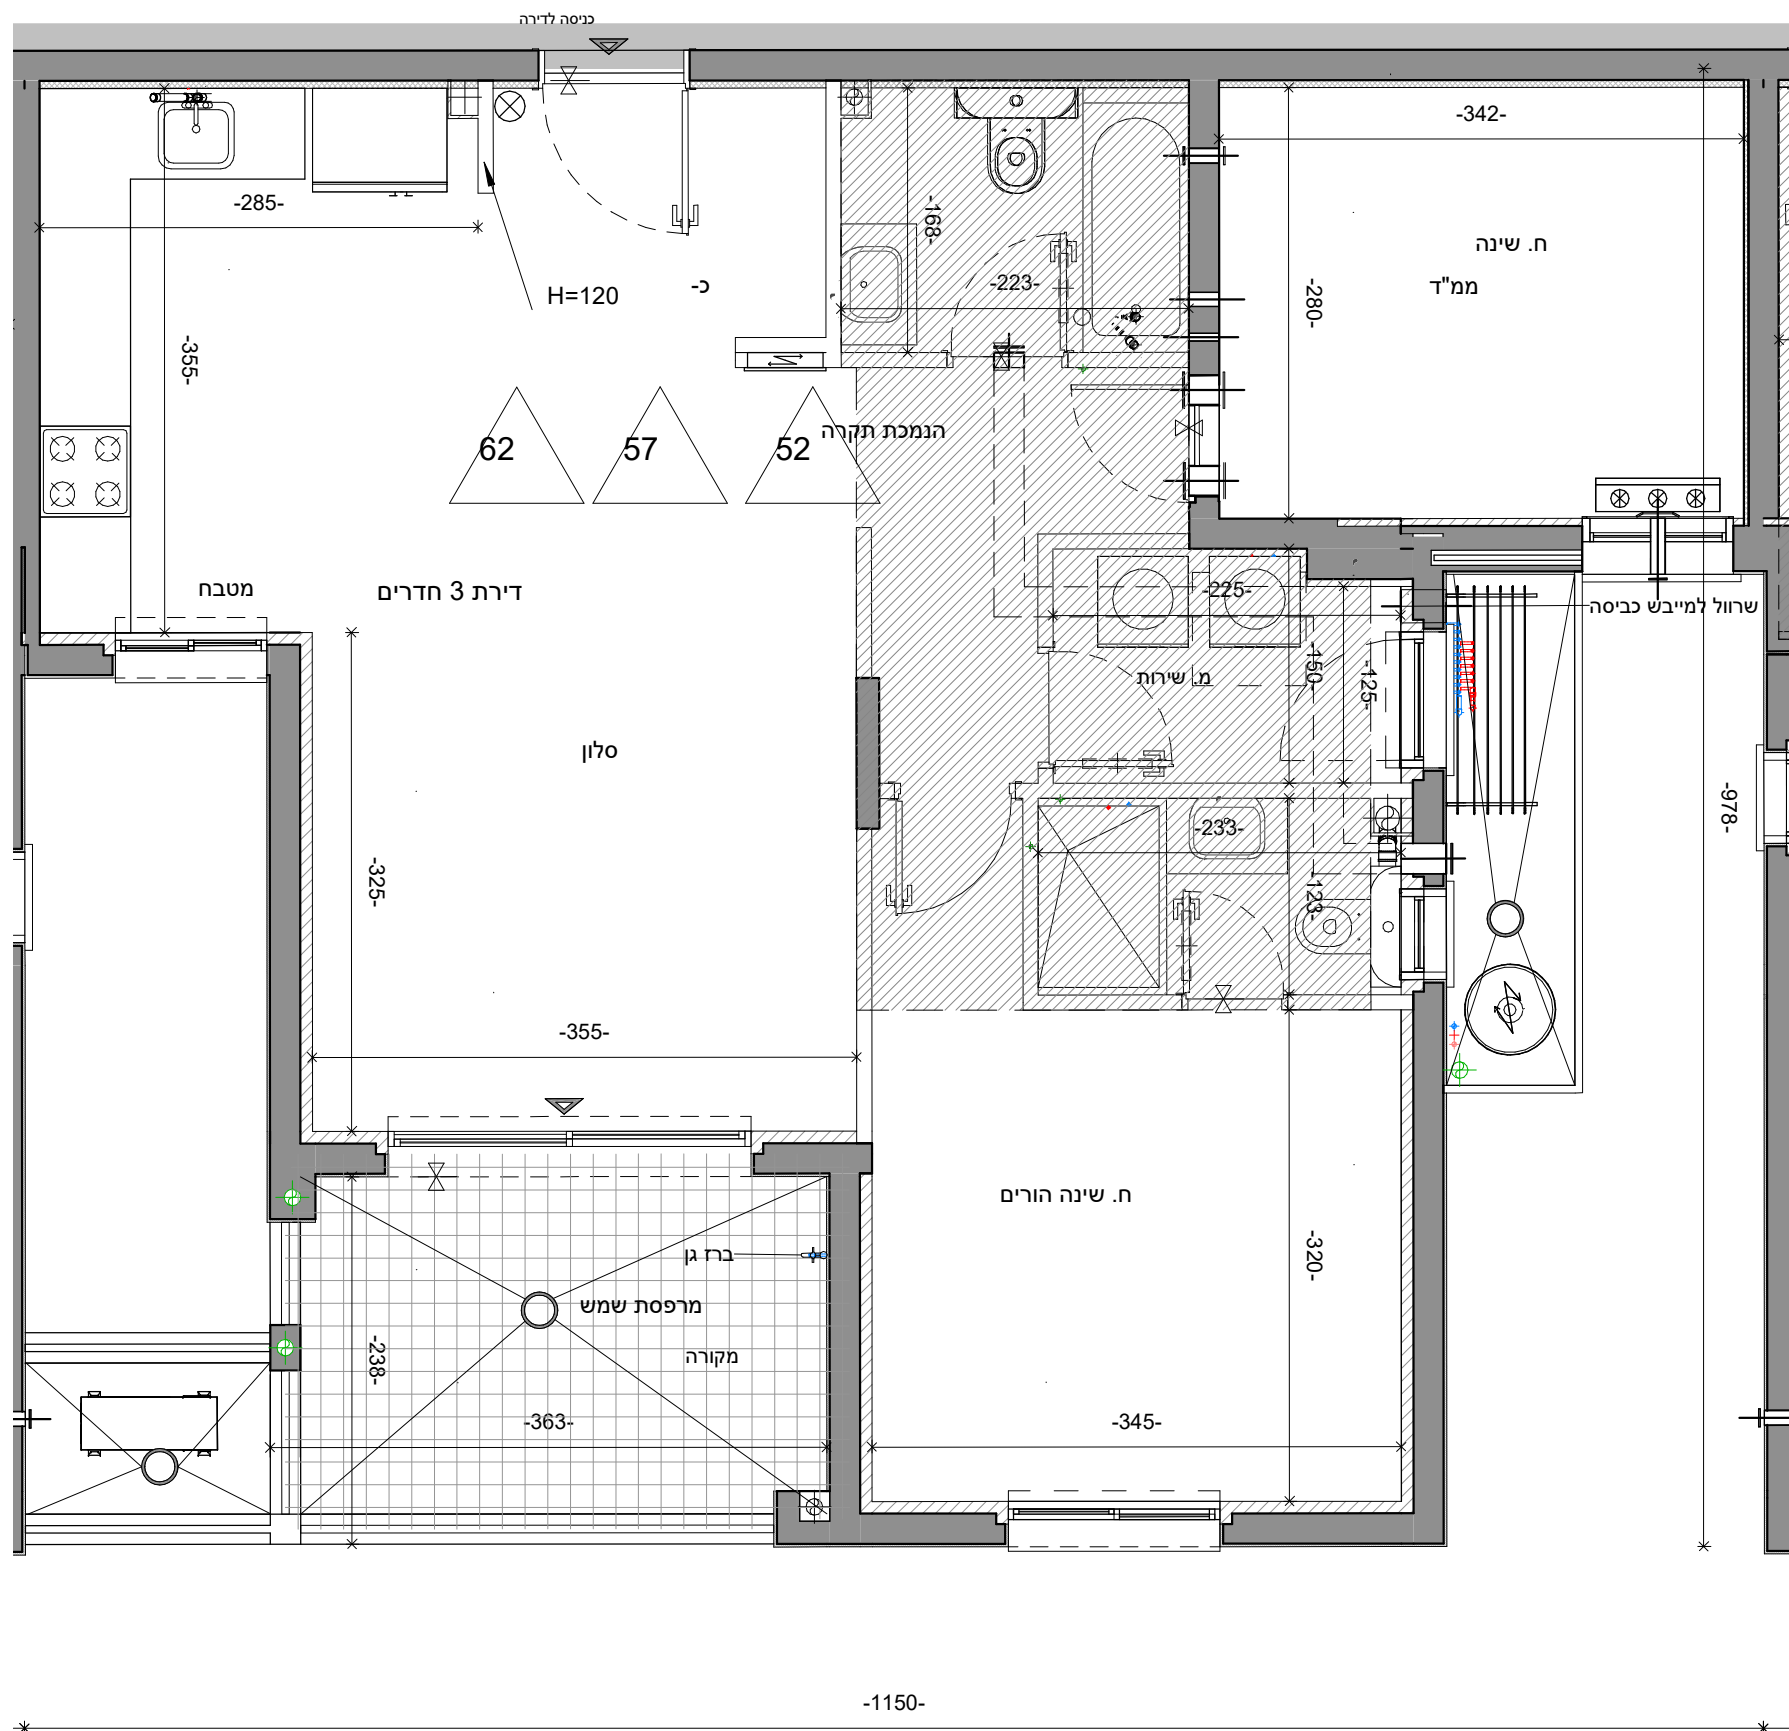 כניסה לדירה
-342-
-285-
-168-
ח. שינה
ממ"ד
-223-
-280-
כ-
H=120
-355-
62
57
52
הנמכת תקרה
מטבח
דירת 3 חדרים
-225-
שרוול למייבש כביסה
-150-
-125-
מ. שירות
סלון
-978-
-233-
-325-
-123-
-355-
ח. שינה הורים
ברז גן
-320-
מרפסת שמש
מקורה
-238-
-363-
-345-
-1150-